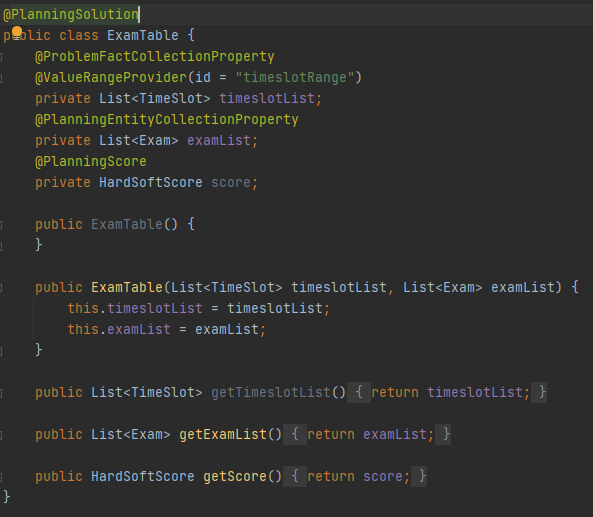 @PlanningSolution
public class ExamTable {
@ProblemFactCollectionProperty
@ValueRangeProvider(id = "timeslotRange")
private List<TimeSlot> timeslotList;
@PlanningEntityCollectionProperty
private List<Exam> examList;
@PlanningScore
private HardSoftScore score;
public ExamTable() {
}
public ExamTable(List<TimeSlot> timeslotList, List<Exam> examList) {
this.timeslotList = timeslotList;
this.examList = examList;
}
public List<TimeSlot> getTimeslotList() { return timeslotList; }
public List<Exam> getExamList() { return examList; }
public HardSoftScore getScore() { return score; }
}